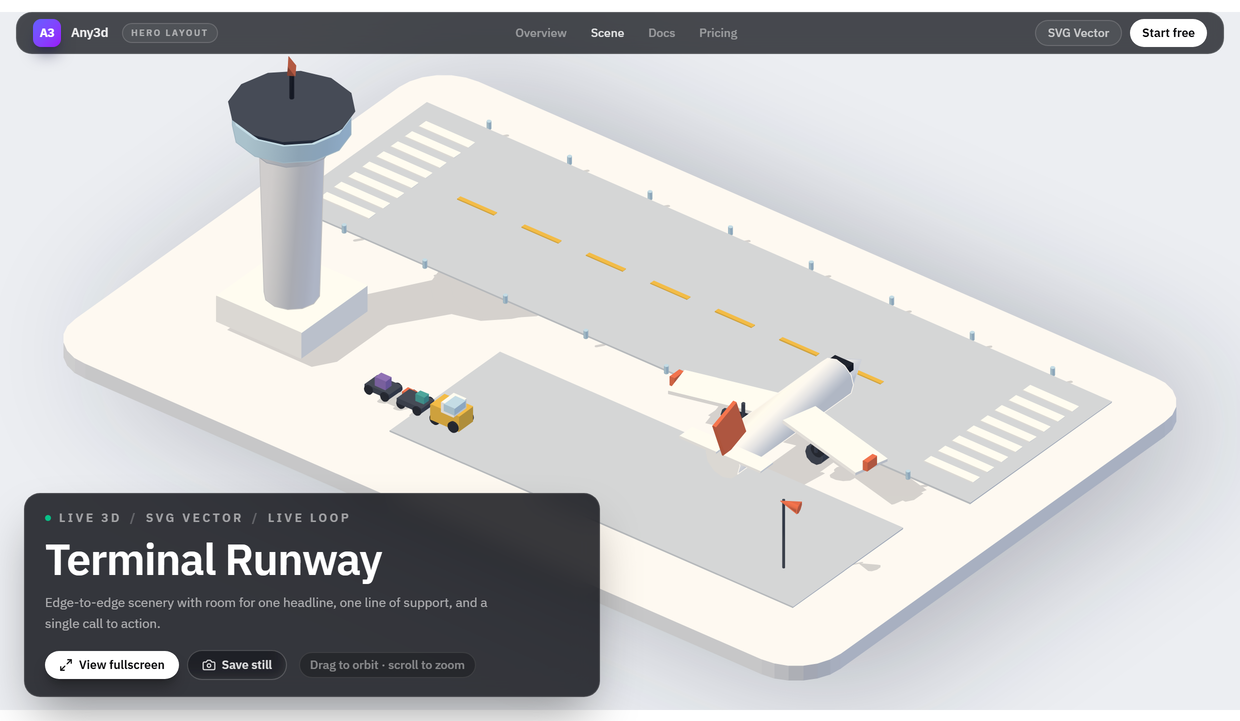 A3 Any3d HERO LAYOUT Overview Scene Docs Pricing SVG Vector Start free
LIVE 3D / SVG VECTOR / LIVE LOOP
Terminal Runway
Edge-to-edge scenery with room for one headline, one line of support, and a
single call to action.
View fullscreen Save still Drag to orbit · scroll to zoom